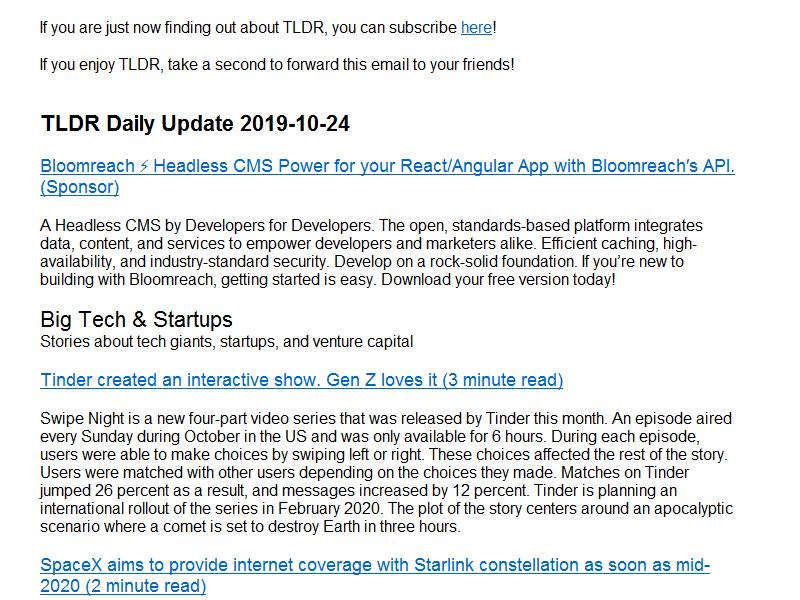 If you are just now finding out about TLDR, you can subscribe here!
If you enjoy TLDR, take a second to forward this email to your friends!
TLDR Daily Update 2019-10-24
Bloomreach ⚡ Headless CMS Power for your React/Angular App with Bloomreach's API.
(Sponsor)
A Headless CMS by Developers for Developers. The open, standards-based platform integrates
data, content, and services to empower developers and marketers alike. Efficient caching, high-
availability, and industry-standard security. Develop on a rock-solid foundation. If you’re new to
building with Bloomreach, getting started is easy. Download your free version today!
Big Tech & Startups
Stories about tech giants, startups, and venture capital
Tinder created an interactive show. Gen Z loves it (3 minute read)
Swipe Night is a new four-part video series that was released by Tinder this month. An episode aired
every Sunday during October in the US and was only available for 6 hours. During each episode,
users were able to make choices by swiping left or right. These choices affected the rest of the story.
Users were matched with other users depending on the choices they made. Matches on Tinder
jumped 26 percent as a result, and messages increased by 12 percent. Tinder is planning an
international rollout of the series in February 2020. The plot of the story centers around an apocalyptic
scenario where a comet is set to destroy Earth in three hours.
SpaceX aims to provide internet coverage with Starlink constellation as soon as mid-
2020 (2 minute read)